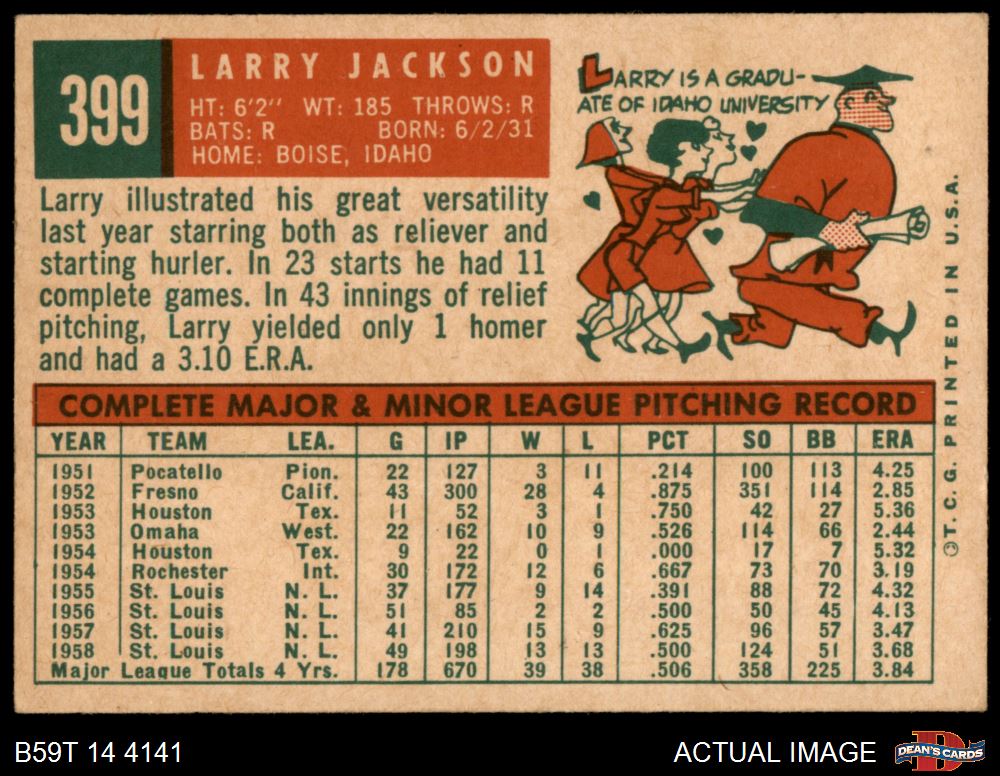 399
LARRY JACKSON
HT: 6'2" WT: 185 THROWS: R
BATS: R BORN: 6/2/31
HOME: BOISE, IDAHO
LARRY IS A GRADU-
ATE OF IDAHO UNIVERSITY
Larry illustrated his great versatility
last year starring both as reliever and
starting hurler. In 23 starts he had 11
complete games. In 43 innings of relief
pitching, Larry yielded only 1 homer
and had a 3.10 E.R.A.
COMPLETE MAJOR & MINOR LEAGUE PITCHING RECORD
YEAR TEAM LEA. G IP W L PCT SO BB ERA
1951 Pocatello Pion. 22 127 3 11 .214 100 113 4.25
1952 Fresno Calif. 43 300 28 4 .875 351 114 2.85
1953 Houston Tex. 11 52 3 1 .750 42 27 5.36
1953 Omaha West. 22 162 10 9 .526 114 66 2.44
1954 Houston Tex. 9 22 0 1 .000 17 7 5.32
1954 Rochester Int. 30 172 12 6 .667 73 70 3.19
1955 St. Louis N. L. 37 177 9 14 .391 88 72 4.32
1956 St. Louis N. L. 51 85 2 2 .500 50 45 4.13
1957 St. Louis N. L. 41 210 15 9 .625 96 57 3.47
1958 St. Louis N. L. 49 198 13 13 .500 124 51 3.68
Major League Totals 4 Yrs. 178 670 39 38 .506 358 225 3.84
©T. C. G. PRINTED IN U.S.A.
B59T 14 4141
ACTUAL IMAGE
D
DEAN'S CARDS